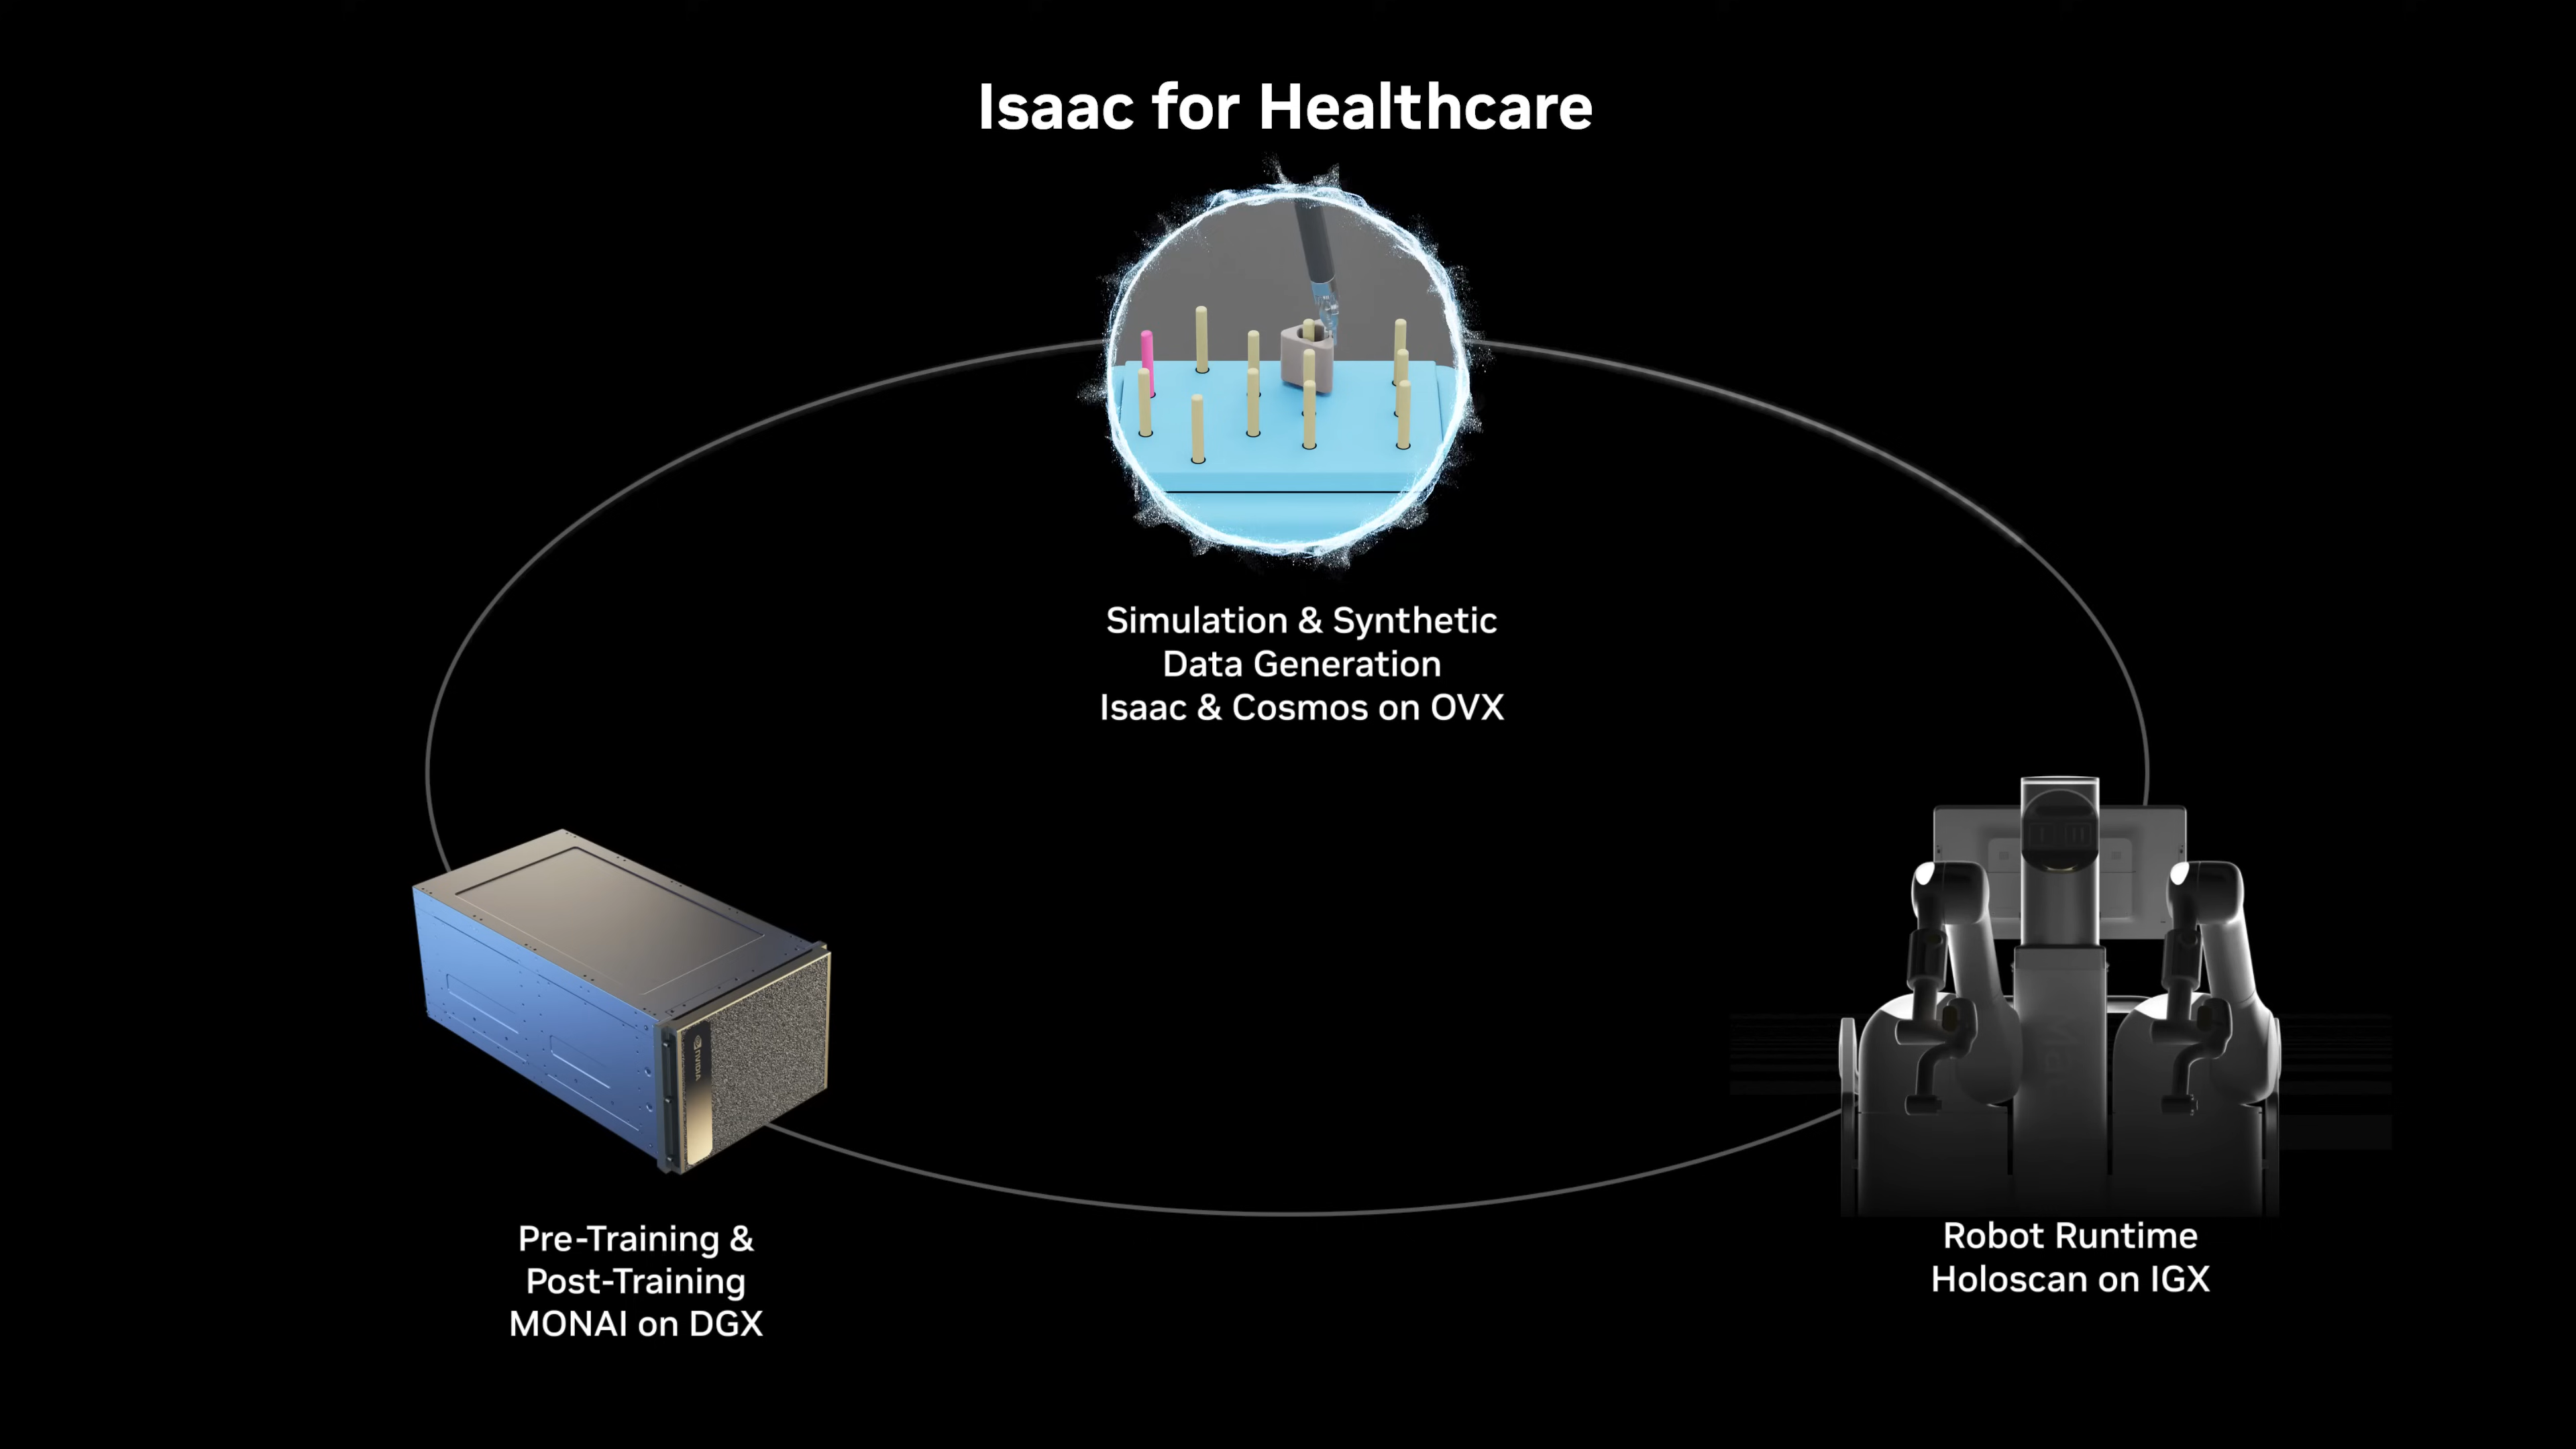 Isaac for Healthcare
Simulation & Synthetic
Data Generation
Isaac & Cosmos on OVX
nVIDIA
Pre-Training &
Post-Training
MONAI on DGX
Robot Runtime
Holoscan on IGX